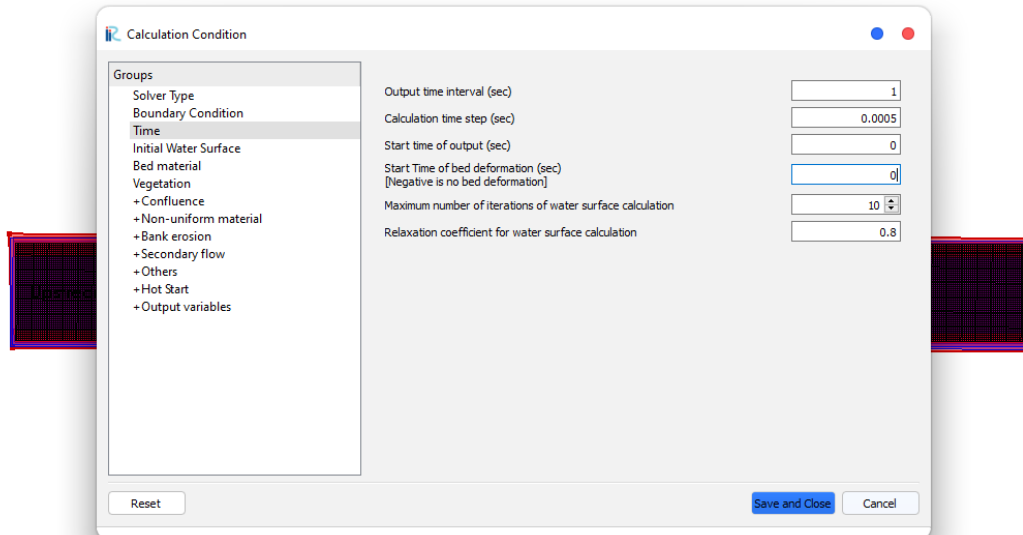 Calculation Condition
Groups
Solver Type
Boundary Condition
Time
Initial Water Surface
Bed material
Vegetation
+Confluence
+Non-uniform material
+Bank erosion
+Secondary flow
+Others
+Hot Start
+Output variables
Output time interval (sec) 1
Calculation time step (sec) 0.0005
Start time of output (sec) 0
Start Time of bed deformation (sec) 0
[Negative is no bed deformation]
Maximum number of iterations of water surface calculation 10
Relaxation coefficient for water surface calculation 0.8
Reset
Save and Close
Cancel